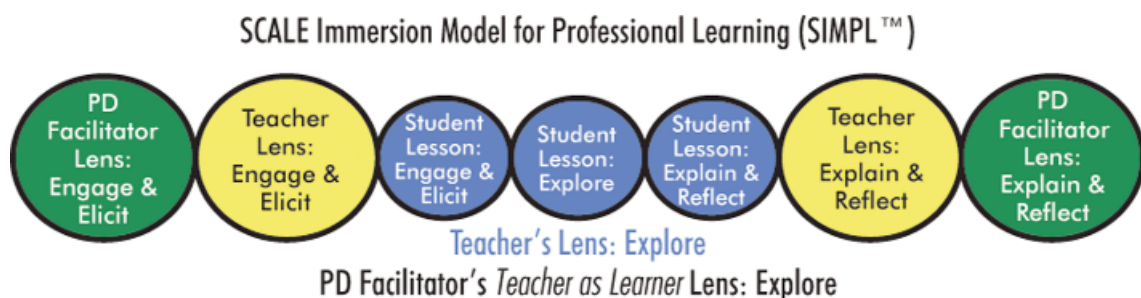 SCALE Immersion Model for Professional Learning (SIMPL™)
PD
Facilitator
Lens:
Engage &
Elicit
Teacher
Lens:
Engage &
Elicit
Student
Lesson:
Engage &
Elicit
Student
Lesson:
Explore
Student
Lesson:
Explain &
Reflect
Teacher
Lens:
Explain &
Reflect
PD
Facilitator
Lens:
Explain &
Reflect
Teacher's Lens: Explore
PD Facilitator's Teacher as Learner Lens: Explore